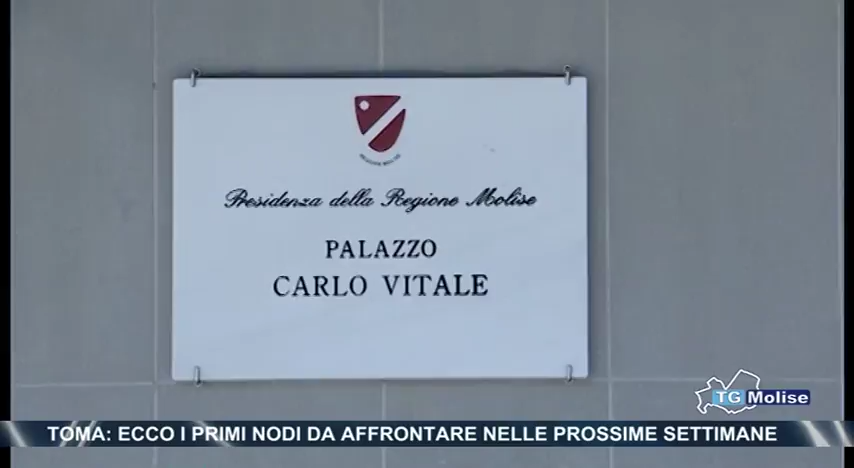 Presidenza della Regione Molise
PALAZZO
CARLO VITALE
TG Molise
TOMA: ECCO I PRIMI NODI DA AFFRONTARE NELLE PROSSIME SETTIMANE